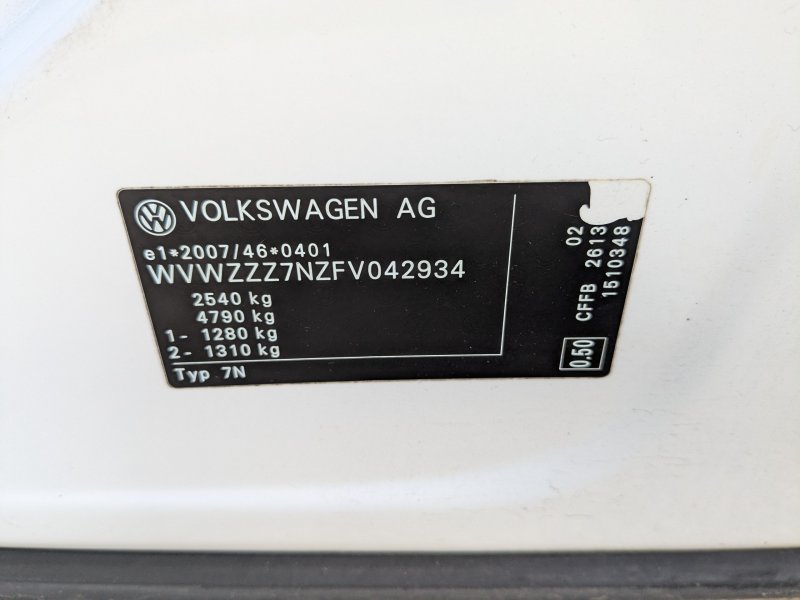 VOLKSWAGEN AG
e1*2007/46*0401
WVWZZZ7NZFV042934
2540 kg
4790 kg
1- 1280 kg
2- 1310 kg
Typ 7N
02
CFFB 2613
1510348
0.50